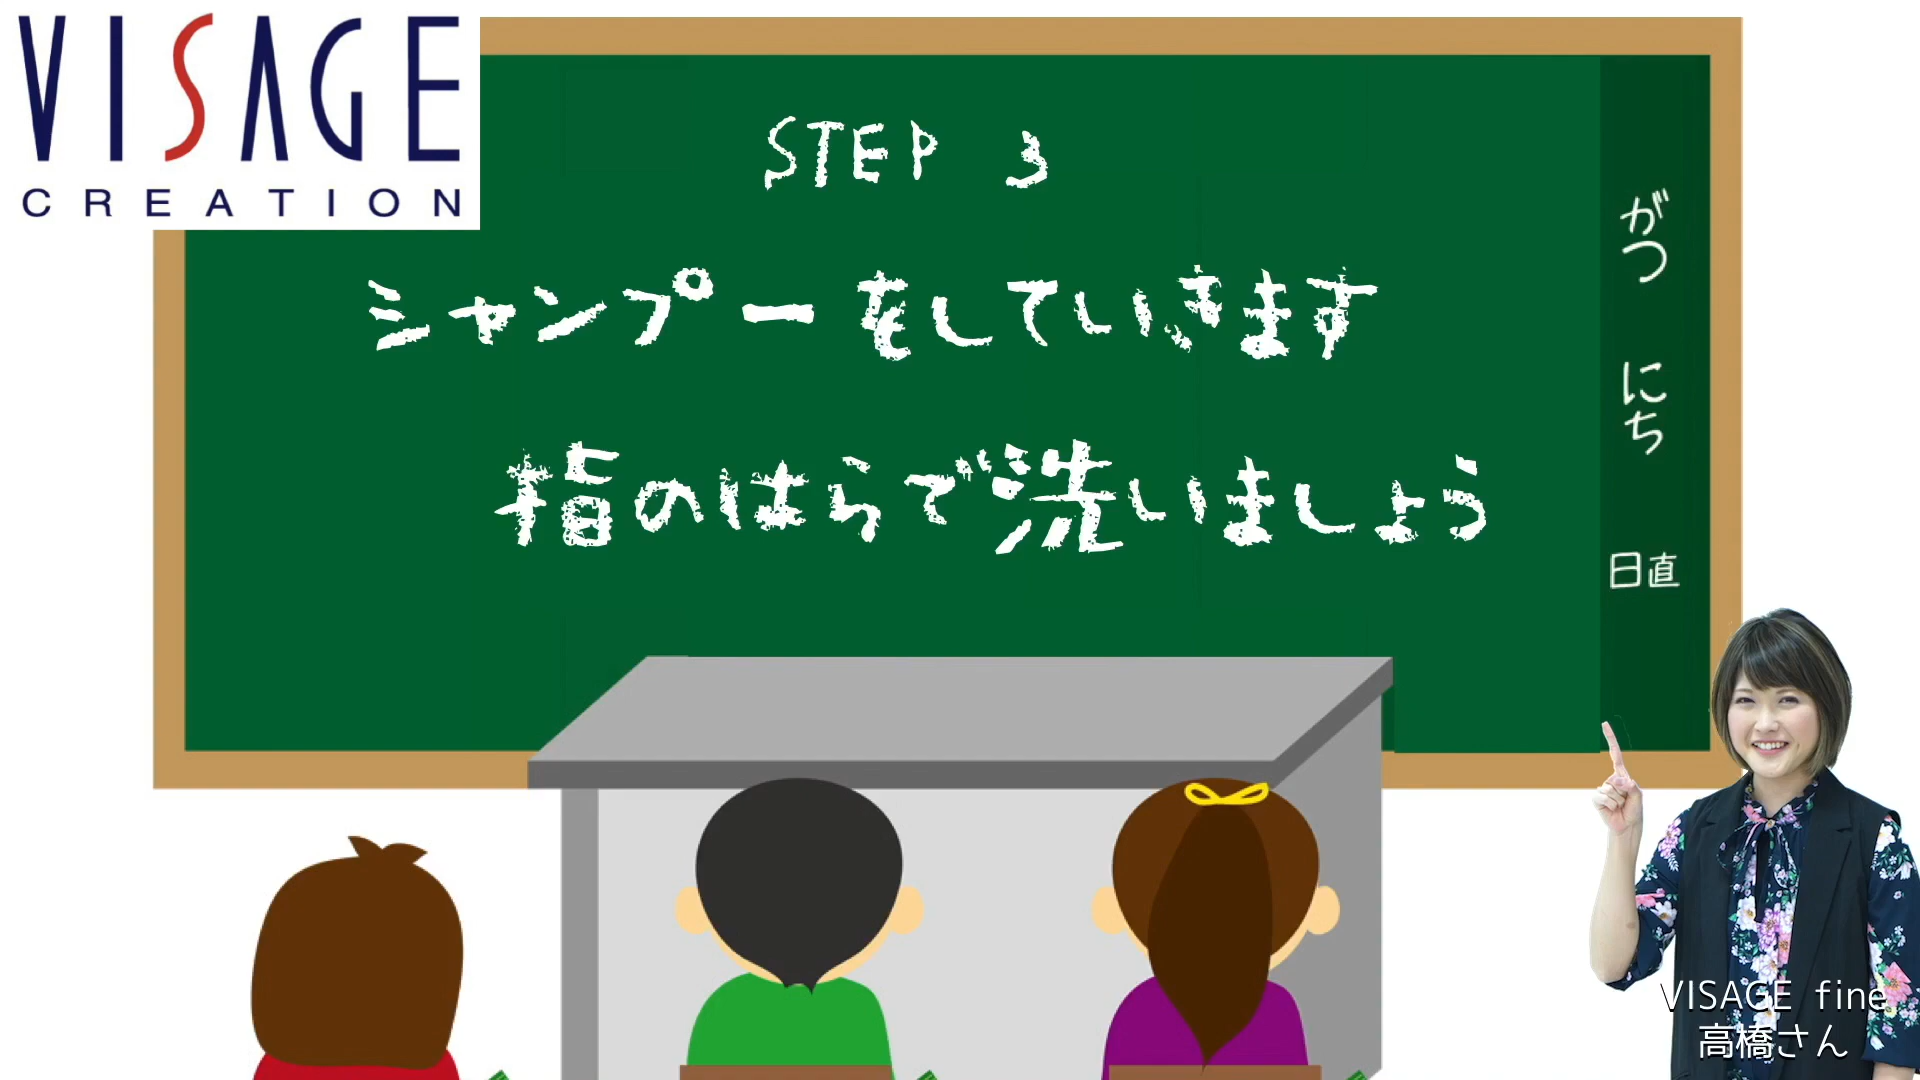 VISAGE
CREATION
STEP 3
シャンプーをしていきます
指のはらで洗いましょう
がつ
にち
日直
VISAGE fine
高橋さん